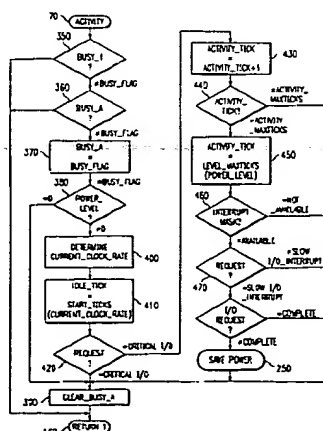 70
ACTIVITY
350
BUSY_I
?
≠BUSY_FLAG
360
BUSY_A
?
≠BUSY_FLAG
370
BUSY_A
=
BUSY_FLAG
380
=BUSY_FLAG
=0
POWER_
LEVEL
?
≠0
DETERMINE
CURRENT_CLOCK_RATE
400
IDLE_TICK
=
START_TICKS
(CURRENT_CLOCK_RATE)
410
REQUEST
?
420
≠CRITICAL I/O
=CRITICAL I/O
CLEAR_BUSY_A
390
RETURN
ACTIVITY_TICK
=
ACTIVITY_TICK+1
430
440
ACTIVITY_
TICK?
≠ACTIVITY_
MAXTICKS
=ACTIVITY_
MAXTICKS
ACTIVITY_TICK
=
LEVEL_MAXTICKS
(POWER_LEVEL)
450
460
INTERRUPT
MASK?
=NOT
AVAILABLE
=AVAILABLE
REQUEST
?
470
≠SLOW
I/O_INTERRUPT
=SLOW I/O
_INTERRUPT
I/O
REQUEST
?
≠COMPLETE
=COMPLETE
SAVE POWER
250